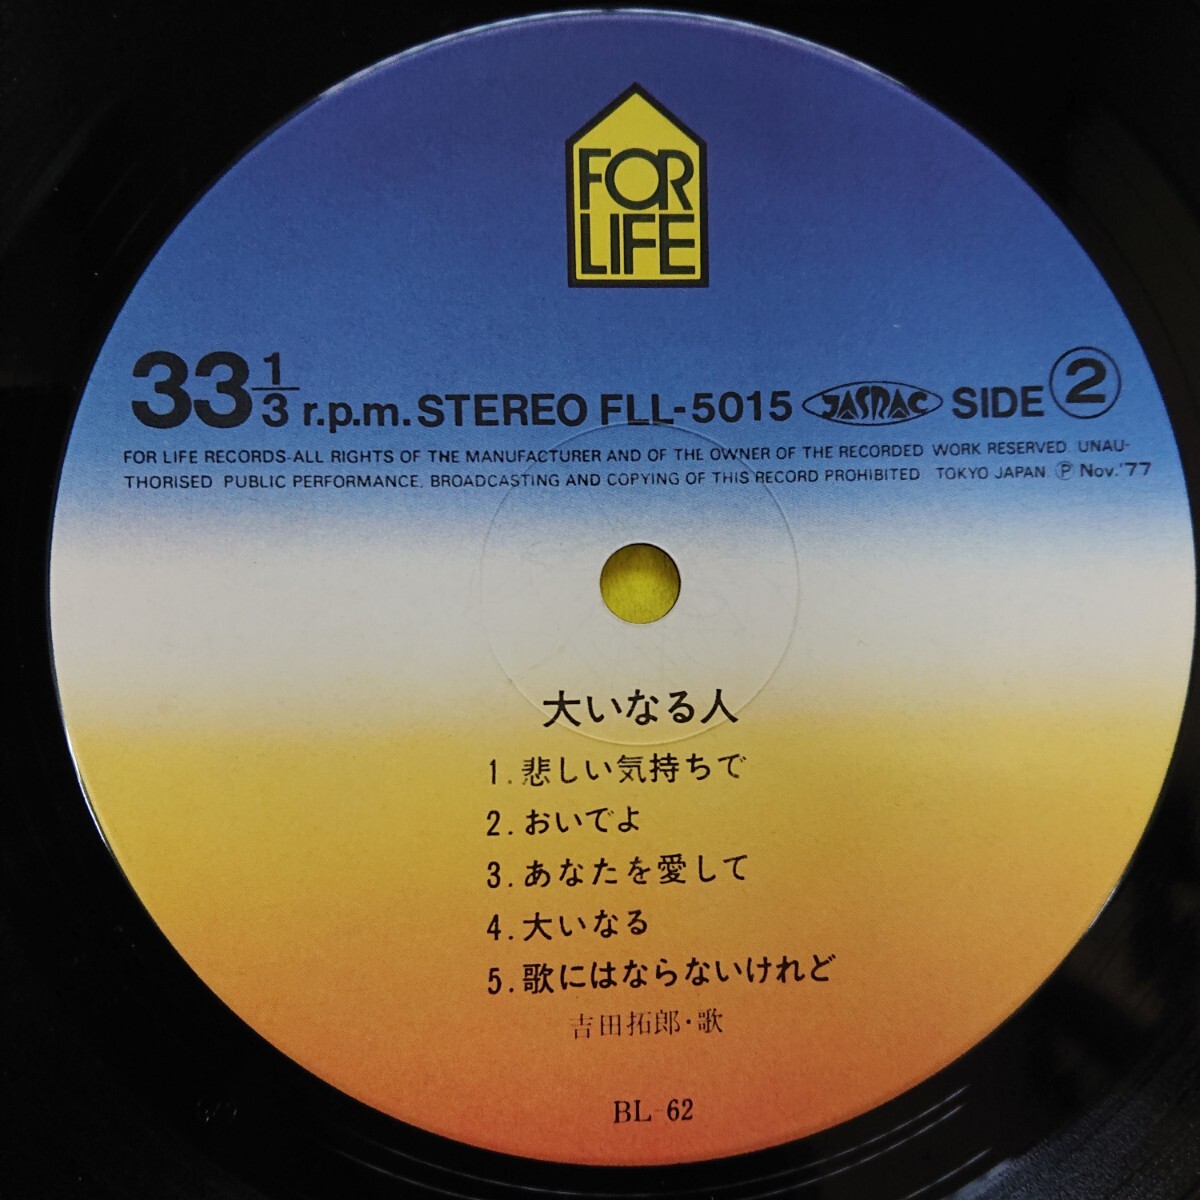 FOR
LIFE
33 1/3 r.p.m. STEREO FLL-5015 JASRAC SIDE 2
FOR LIFE RECORDS-ALL RIGHTS OF THE MANUFACTURER AND OF THE OWNER OF THE RECORDED WORK RESERVED. UNAU-
THORISED PUBLIC PERFORMANCE, BROADCASTING AND COPYING OF THIS RECORD PROHIBITED TOKYO JAPAN. Ⓟ Nov.'77
大いなる人
1. 悲しい気持ちで
2. おいでよ
3. あなたを愛して
4. 大いなる
5. 歌にはならないけれど
吉田拓郎・歌
BL-62